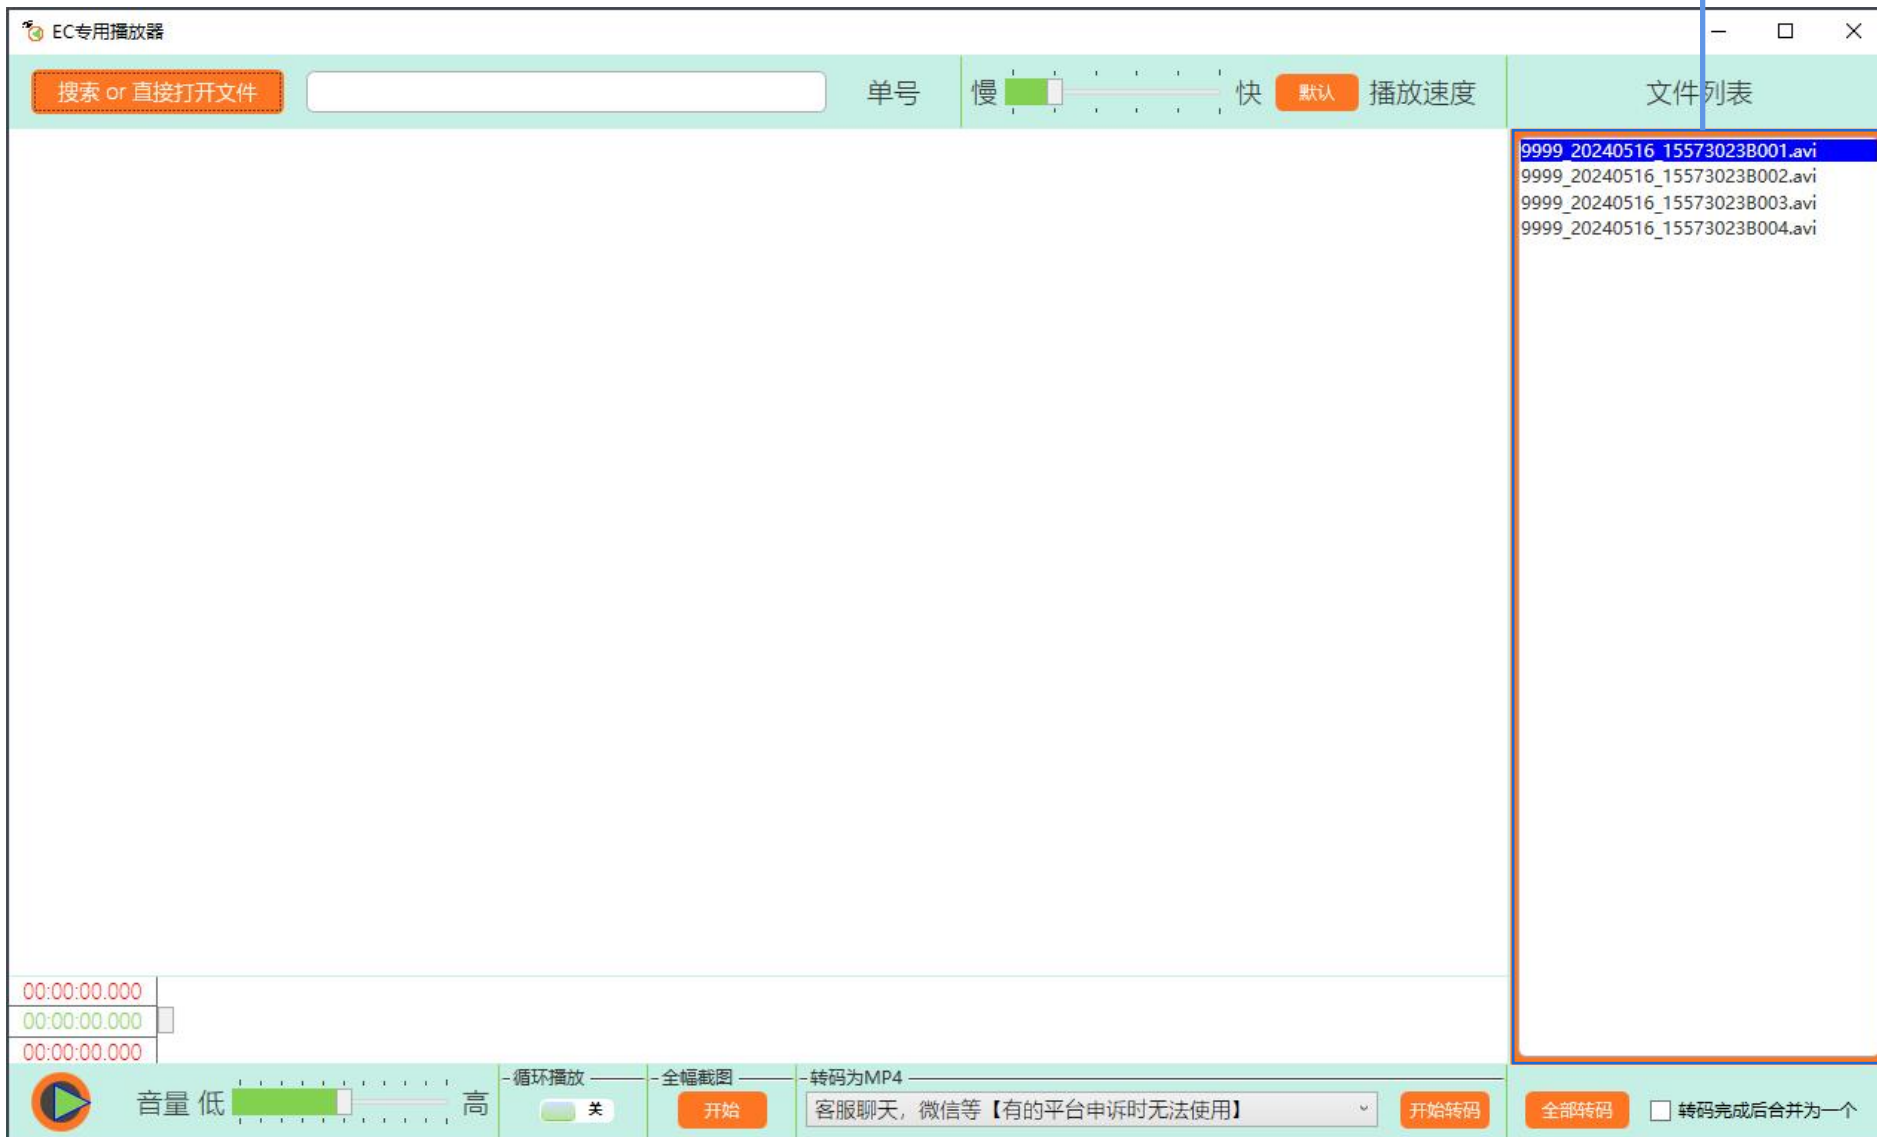 EC专用播放器
搜索 or 直接打开文件 单号 慢 快 默认 播放速度 文件列表
9999_20240516_15573023B001.avi
9999_20240516_15573023B002.avi
9999_20240516_15573023B003.avi
9999_20240516_15573023B004.avi
00:00:00.000
00:00:00.000
00:00:00.000
循环播放 全幅截图 转码为MP4
音量 低 高 关 开始 客服聊天，微信等【有的平台申诉时无法使用】 开始转码 全部转码 转码完成后合并为一个